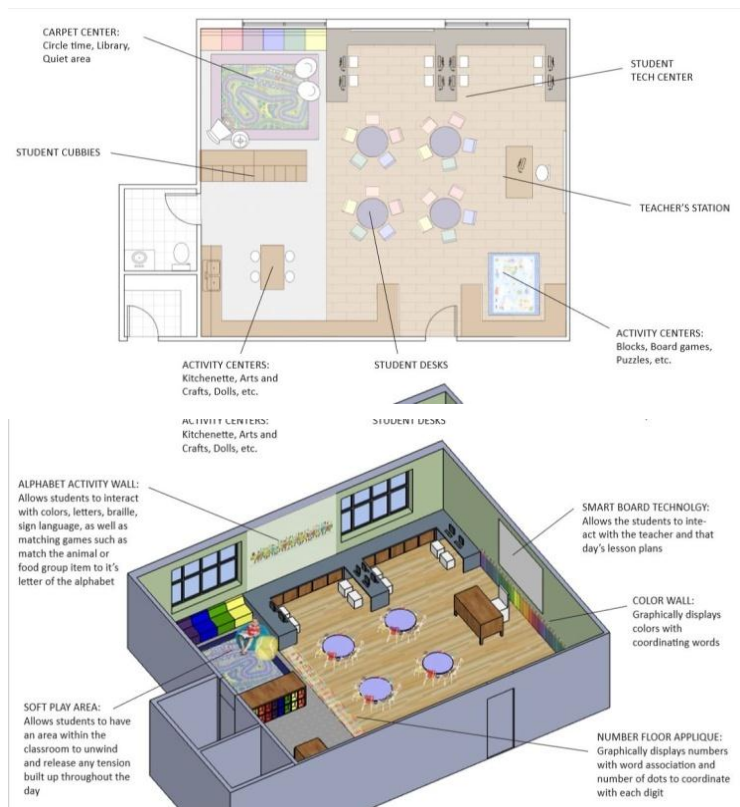 CARPET CENTER:
Circle time, Library,
Quiet area
STUDENT
TECH CENTER
STUDENT CUBBIES
TEACHER'S STATION
ACTIVITY CENTERS:
Blocks, Board games,
Puzzles, etc.
ACTIVITY CENTERS:
Kitchenette, Arts and
Crafts, Dolls, etc.
STUDENT DESKS
ACTIVITY CENTERS:
Kitchenette, Arts and
Crafts, Dolls, etc.
STUDENT DESKS
ALPHABET ACTIVITY WALL:
Allows students to interact
with colors, letters, braille,
sign language, as well as
matching games such as
match the animal or
food group item to it's
letter of the alphabet
SMART BOARD TECHNOLGY:
Allows the students to inte-
act with the teacher and that
day's lesson plans
COLOR WALL:
Graphically displays
colors with
coordinating words
SOFT PLAY AREA:
Allows students to have
an area within the
classroom to unwind
and release any tension
built up throughout the
day
NUMBER FLOOR APPLIQUE:
Graphically displays numbers
with word association and
number of dots to coordinate
with each digit